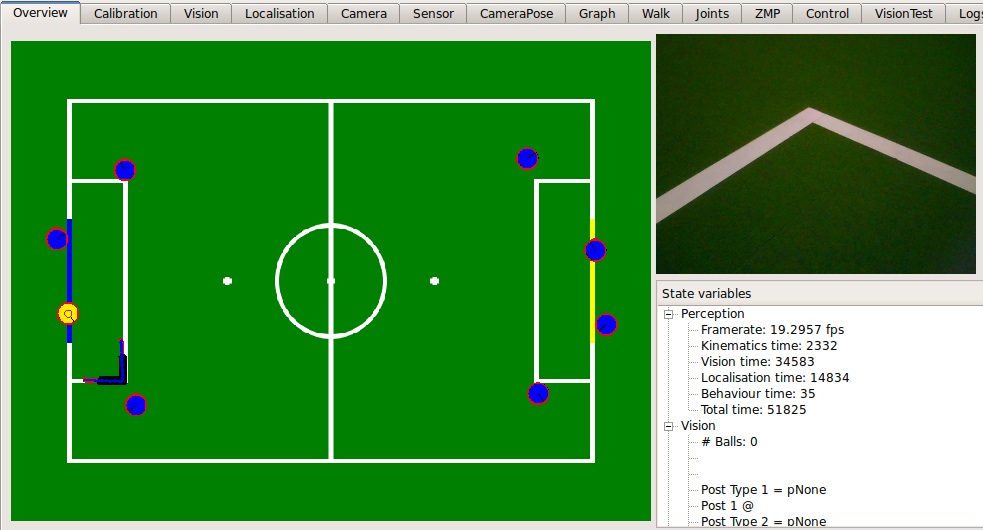 Overview Calibration Vision Localisation Camera Sensor CameraPose Graph Walk Joints ZMP Control VisionTest Logs
State variables
Perception
Framerate: 19.2957 fps
Kinematics time: 2332
Vision time: 34583
Localisation time: 14834
Behaviour time: 35
Total time: 51825
Vision
# Balls: 0
Post Type 1 = pNone
Post 1 @
Post Type 2 = pNone